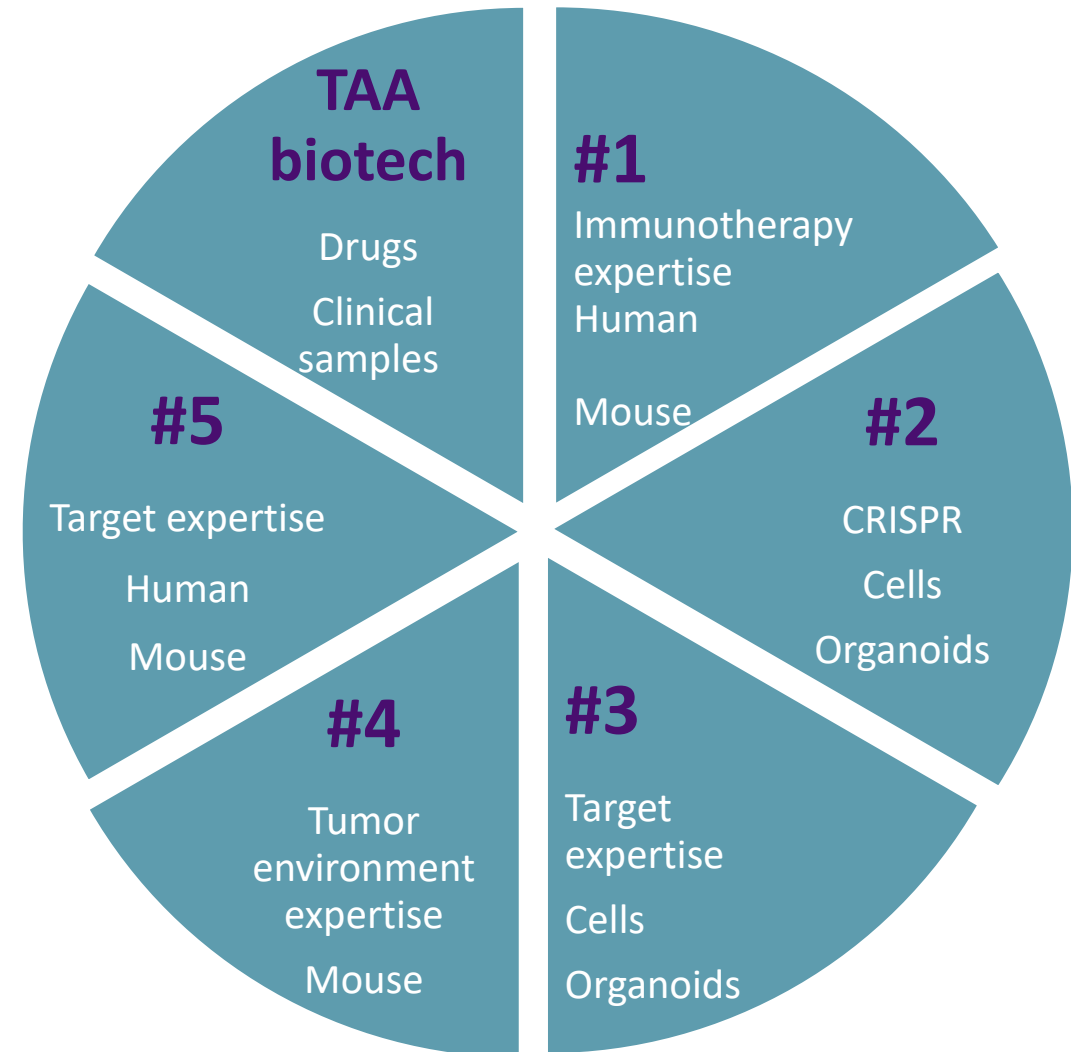 TAA
biotech
Drugs
Clinical
samples
#1
Immunotherapy
expertise
Human
Mouse
#2
CRISPR
Cells
Organoids
#3
Target
expertise
Cells
Organoids
#4
Tumor
environment
expertise
Mouse
#5
Target expertise
Human
Mouse